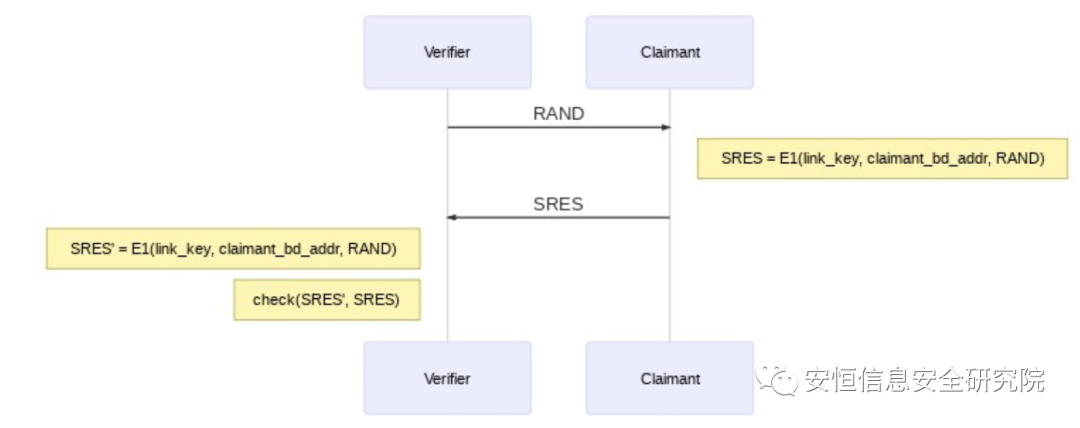 Verifier
Claimant
RAND
SRES = E1(link_key, claimant_bd_addr, RAND)
SRES
SRES' = E1(link_key, claimant_bd_addr, RAND)
check(SRES', SRES)
Verifier
Claimant
安恒信息安全研究院